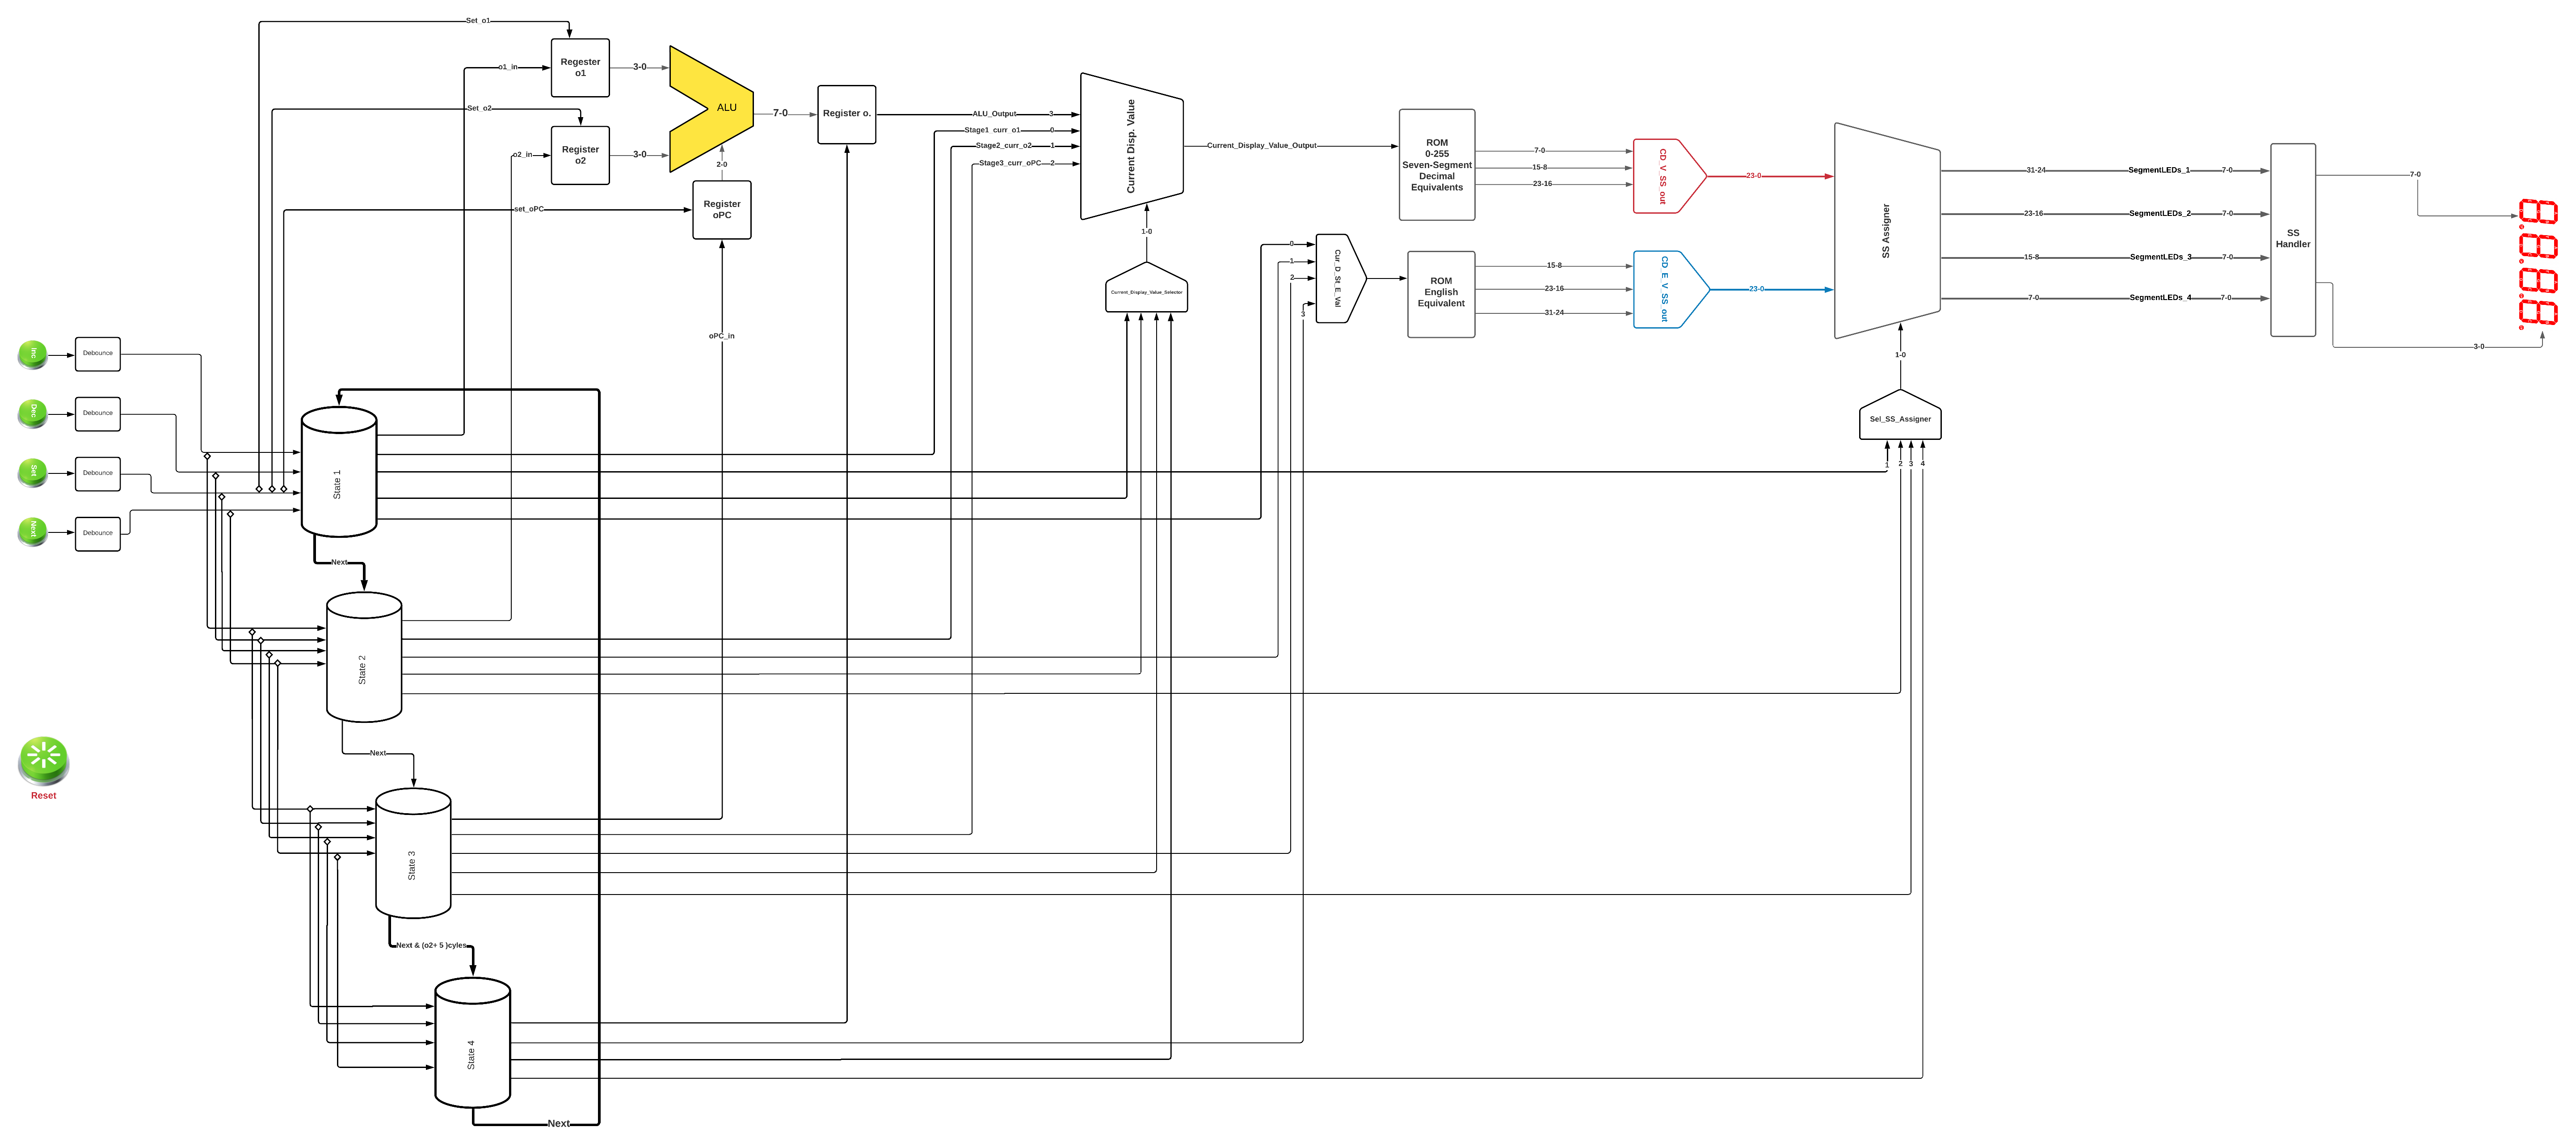 Set_o1
Regester
o1
o1_in
3-0
Set_o2
Register
o2
o2_in
3-0
ALU
2-0
7-0
Register o.
Register
oPC
set_oPC
oPC_in
ALU_Output
3
Stage1_curr_o1
0
Stage2_curr_o2
1
Stage3_curr_oPC
2
Current Disp. Value
1-0
Current_Display_Value_Selector
Current_Display_Value_Output
ROM
0-255
Seven-Segment
Decimal
Equivalents
7-0
15-8
23-16
CD_V_SS_out
23-0
0
1
2
3
Cur_D_St_E_Val
ROM
English
Equivalent
15-8
23-16
31-24
CD_E_V_SS_out
23-0
SS Assigner
1-0
Sel_SS_Assigner
1
2
3
4
31-24
SegmentLEDs_1
7-0
23-16
SegmentLEDs_2
7-0
15-8
SegmentLEDs_3
7-0
7-0
SegmentLEDs_4
7-0
SS
Handler
7-0
3-0
8.8.8.8.
Inc
Debounce
Dec
Debounce
Set
Debounce
Next
Debounce
Reset
State 1
Next
State 2
Next
State 3
Next & (o2+ 5 )cyles
State 4
Next